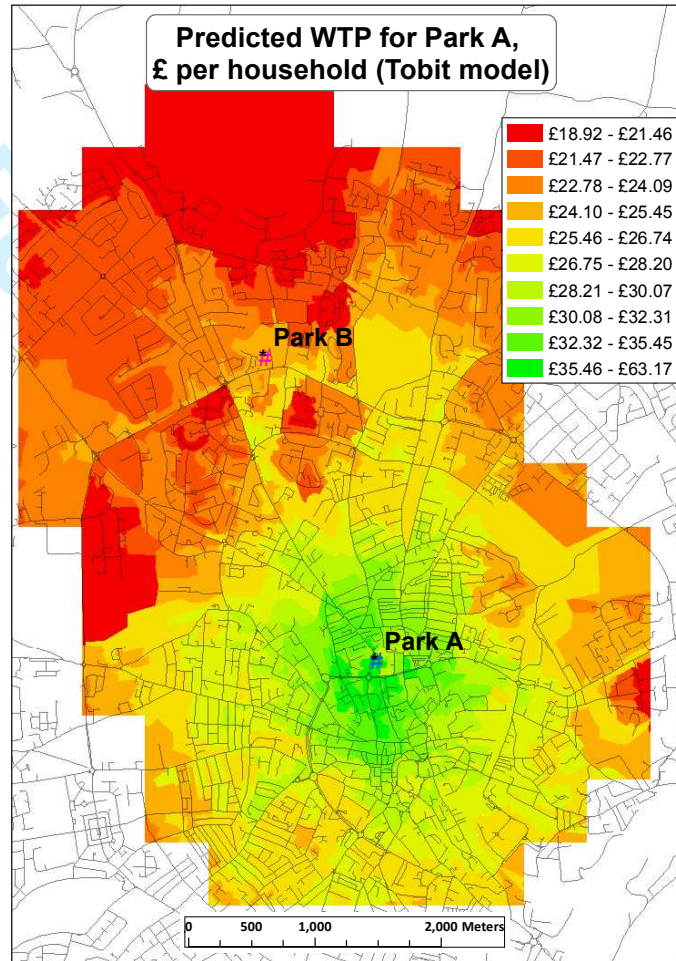 Predicted WTP for Park A,
£ per household (Tobit model)
£18.92 - £21.46
£21.47 - £22.77
£22.78 - £24.09
£24.10 - £25.45
£25.46 - £26.74
£26.75 - £28.20
£28.21 - £30.07
£30.08 - £32.31
£32.32 - £35.45
£35.46 - £63.17
Park B
*#
Park A
*#
0 500 1,000 2,000 Meters